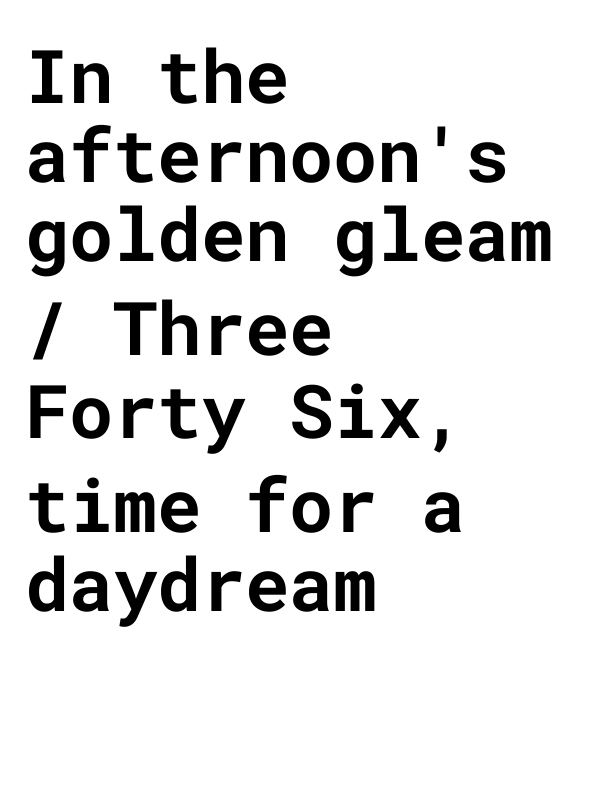 In the
afternoon's
golden gleam
/ Three
Forty Six,
time for a
daydream